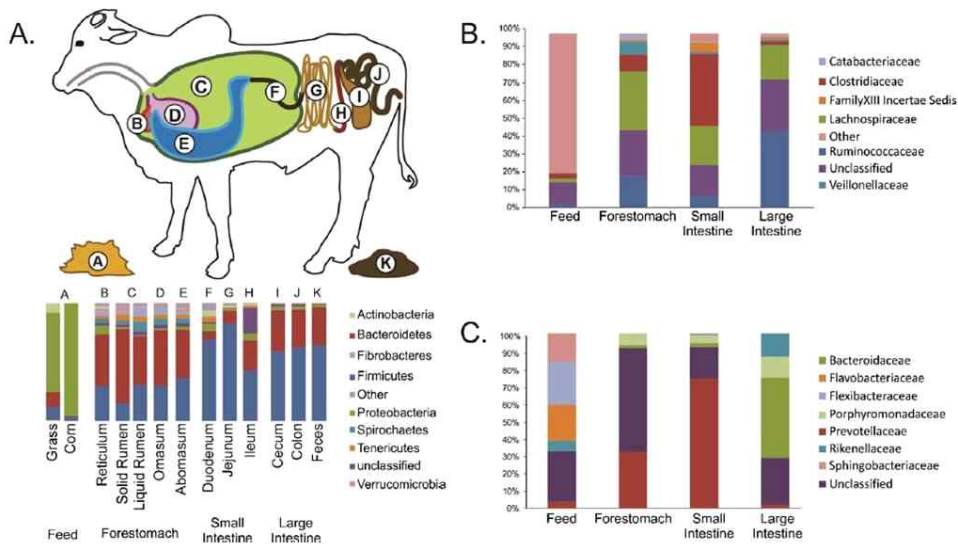 A.
A
B
C
D
E
F
G
H
I
J
K
A
B
C
D
E
F
G
H
I
J
K
Grass
Corn
Reticulum
Solid Rumen
Liquid Rumen
Omasum
Abomasum
Duodenum
Jejunum
Ileum
Cecum
Colon
Feces
Feed
Forestomach
Small
Intestine
Large
Intestine
Actinobacteria
Bacteroidetes
Fibrobacteres
Firmicutes
Other
Proteobacteria
Spirochaetes
Tenericutes
unclassified
Verrucomicrobia
B.
100%
90%
80%
70%
60%
50%
40%
30%
20%
10%
0%
Feed
Forestomach
Small
Intestine
Large
Intestine
Catabacteriaceae
Clostridiaceae
FamilyXIII Incertae Sedis
Lachnospiraceae
Other
Ruminococcaceae
Unclassified
Veillonellaceae
C.
100%
90%
80%
70%
60%
50%
40%
30%
20%
10%
0%
Feed
Forestomach
Small
Intestine
Large
Intestine
Bacteroidaceae
Flavobacteriaceae
Flexibacteraceae
Porphyromonadaceae
Prevotellaceae
Rikenellaceae
Sphingobacteriaceae
Unclassified